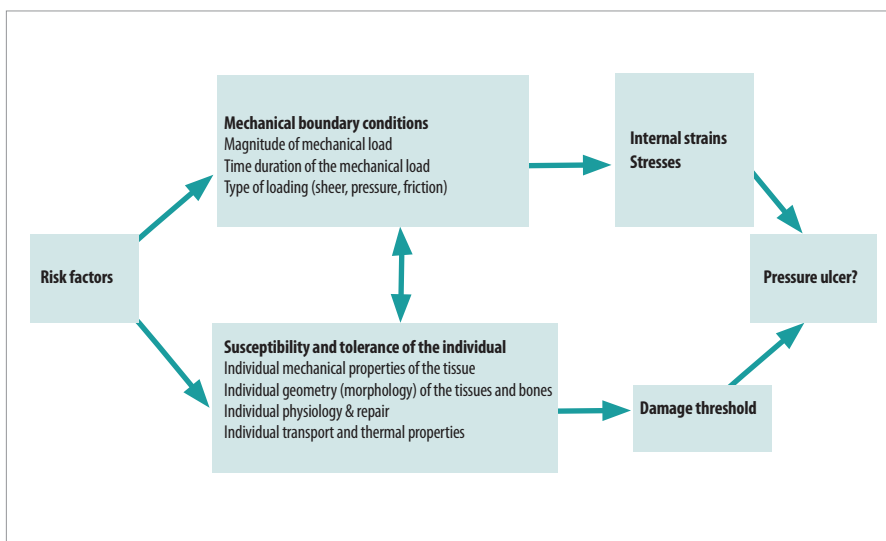 Mechanical boundary conditions
Magnitude of mechanical load
Time duration of the mechanical load
Type of loading (sheer, pressure, friction)
Internal strains
Stresses
Risk factors
Pressure ulcer?
Susceptibility and tolerance of the individual
Individual mechanical properties of the tissue
Individual geometry (morphology) of the tissues and bones
Individual physiology & repair
Individual transport and thermal properties
Damage threshold